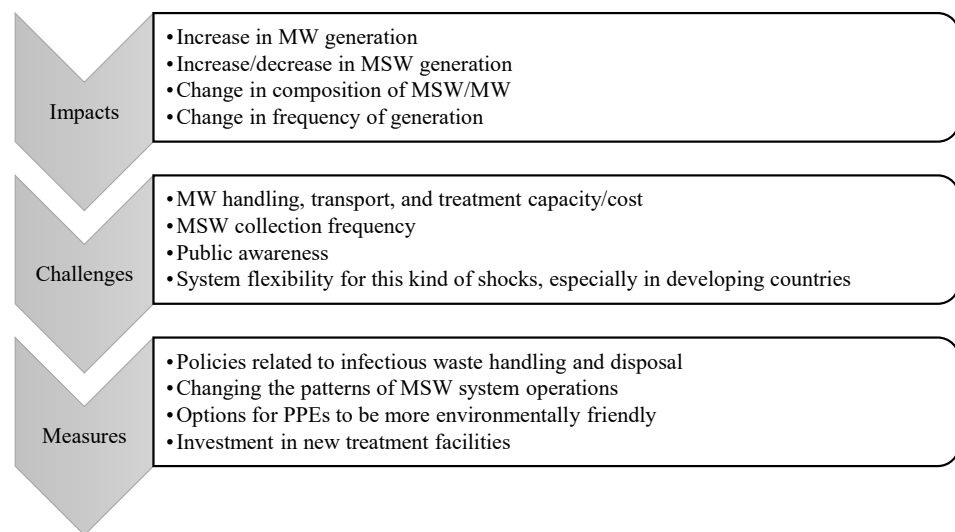 Impacts
•Increase in MW generation
•Increase/decrease in MSW generation
•Change in composition of MSW/MW
•Change in frequency of generation
Challenges
•MW handling, transport, and treatment capacity/cost
•MSW collection frequency
•Public awareness
•System flexibility for this kind of shocks, especially in developing countries
Measures
•Policies related to infectious waste handling and disposal
•Changing the patterns of MSW system operations
•Options for PPEs to be more environmentally friendly
•Investment in new treatment facilities